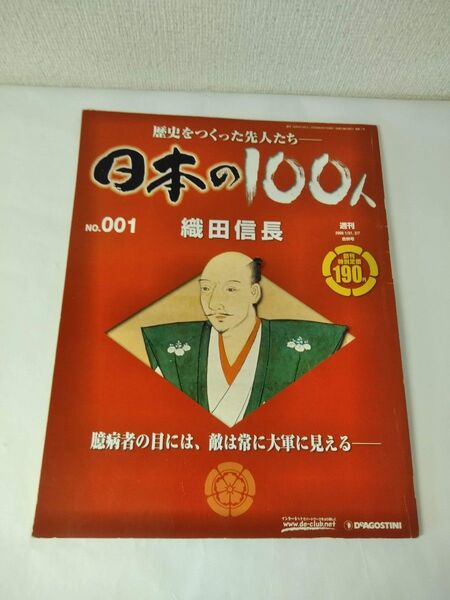 歴史をつくった先人たち──
日本の100人
NO.001
織田信長
週刊
合併号
創刊
特別定価
190円
臆病者の目には、敵は常に大軍に見える──
www.de-club.net
DeAGOSTINI